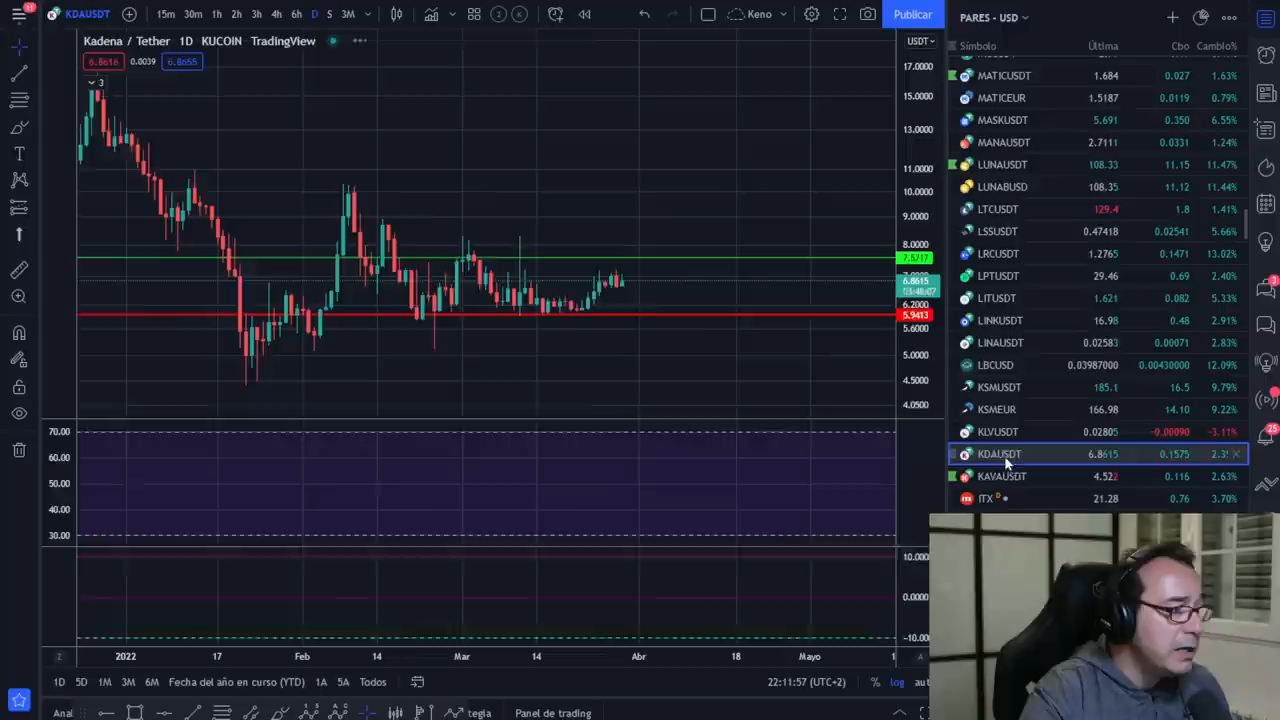 11
KDAUSDT
15m 30m 1h 2h 3h 4h 6h D S 3M
Keno
Publicar
PARES - USD
Kadena / Tether 1D KUCOIN TradingView
USDT
6.8616 0.0039 6.8655
3
Símbolo Última Cbo Cambio%
MATICUSDT 1.684 0.027 1.63%
MATICEUR 1.5187 0.0119 0.79%
MASKUSDT 5.691 0.350 6.55%
MANAUSDT 2.7111 0.0331 1.24%
LUNAUSDT 108.33 11.15 11.47%
LUNABUSD 108.35 11.12 11.44%
LTCUSDT 129.4 1.8 1.41%
LSSUSDT 0.47418 0.02541 5.66%
LRCUSDT 1.2765 0.1471 13.02%
LPTUSDT 29.46 0.69 2.40%
LITUSDT 1.621 0.082 5.33%
LINKUSDT 16.98 0.48 2.91%
LINAUSDT 0.02583 0.00071 2.83%
LBCUSD 0.03987000 0.00430000 12.09%
KSMUSDT 185.1 16.5 9.79%
KSMEUR 166.98 14.10 9.22%
KLVUSDT 0.02805 -0.00090 -3.11%
KDAUSDT 6.8615 0.1575
KAVAUSDT 4.522 0.116 2.63%
ITX D 21.28 0.76 3.70%
3
25
17.0000
15.0000
13.0000
11.0000
10.0000
9.0000
8.0000
7.5717
6.8615
6.2000
5.9413
5.6000
5.0000
4.5000
4.0500
70.00
60.00
50.00
40.00
30.00
10.0000
0.0000
-10.000
2022 17 Feb 14 Mar 14 Abr 18 Mayo
1D 5D 1M 3M 6M Fecha del año en curso (YTD) 1A 5A Todos
22:11:57 (UTC+2)
% log
Panel de trading